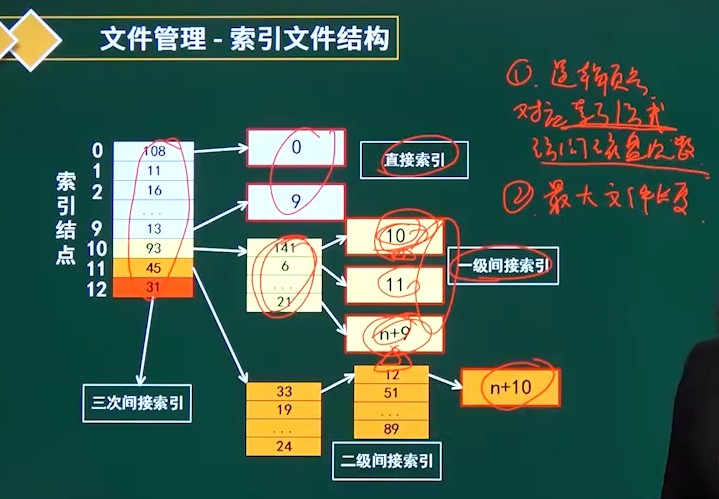 文件管理 - 索引文件结构
① 逻辑页号
对应索引方式
访问磁盘次数
② 最大文件长度
索引结点
0 108
1 11
2 16
...
9 13
10 93
11 45
12 31
0
9
直接索引
141
6
...
21
10
11
n+9
一级间接索引
三次间接索引
33
19
...
24
12
51
...
89
n+10
二级间接索引